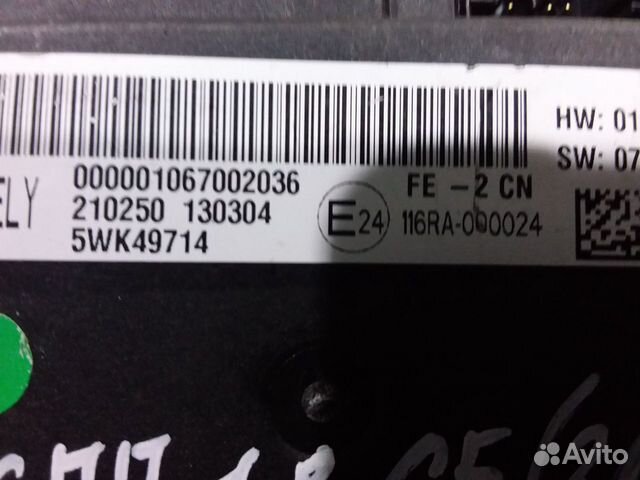 HW: 01
SW: 07
ELY
000001067002036
210250 130304
5WK49714
E24
FE-2 CN
116RA-000024
Avito